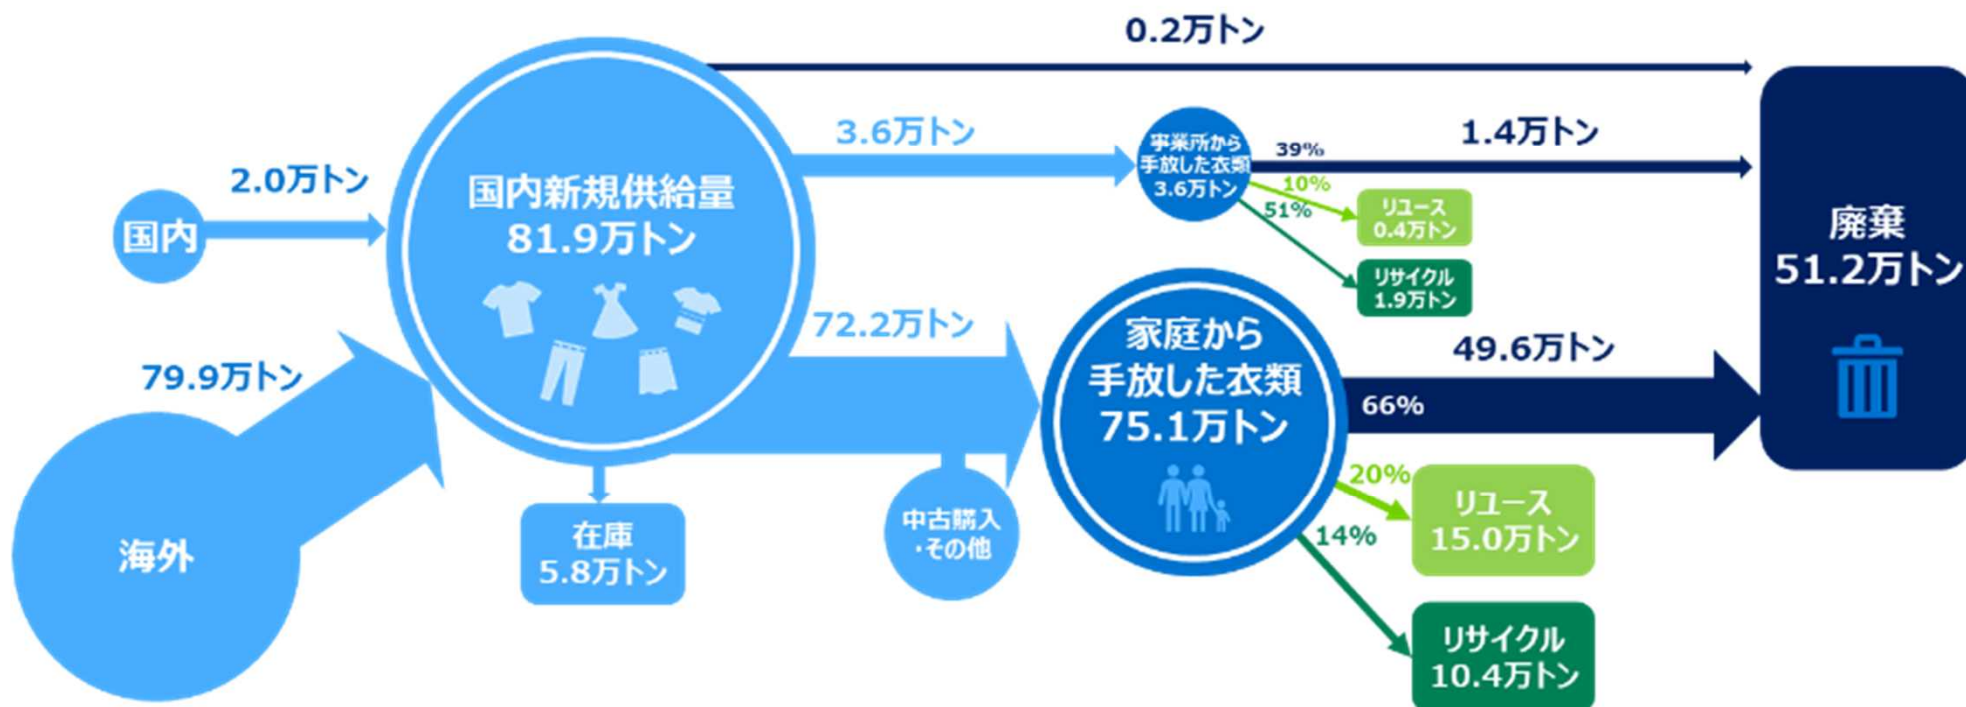 0.2万トン
2.0万トン
国内
国内新規供給量
81.9万トン
3.6万トン
事業所から
手放した衣類
3.6万トン
39%
1.4万トン
10%
51%
リユース
0.4万トン
リサイクル
1.9万トン
廃棄
51.2万トン
79.9万トン
海外
72.2万トン
家庭から
手放した衣類
75.1万トン
49.6万トン
66%
在庫
5.8万トン
中古購入
・その他
20%
リユース
15.0万トン
14%
リサイクル
10.4万トン